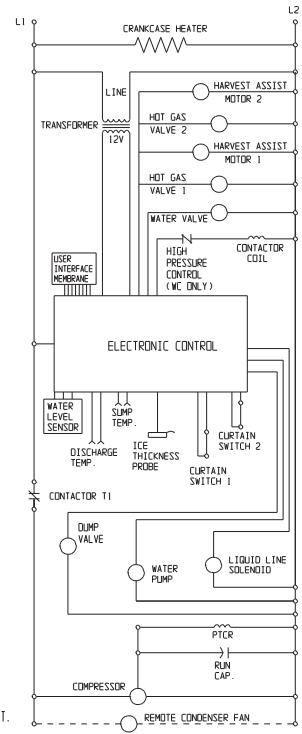 L1
L2
CRANKCASE HEATER
LINE
TRANSFORMER
12V
HARVEST ASSIST
MOTOR 2
HOT GAS
VALVE 2
HARVEST ASSIST
MOTOR 1
HOT GAS
VALVE 1
WATER VALVE
HIGH
PRESSURE
CONTROL
(WC ONLY)
CONTACTOR
COIL
USER
INTERFACE
MEMBRANE
ELECTRONIC CONTROL
WATER
LEVEL
SENSOR
DISCHARGE
TEMP.
SUMP
TEMP.
ICE
THICKNESS
PROBE
CURTAIN
SWITCH 1
CURTAIN
SWITCH 2
CONTACTOR T1
DUMP
VALVE
WATER
PUMP
LIQUID LINE
SOLENOID
PTCR
RUN
CAP.
COMPRESSOR
T.
REMOTE CONDENSER FAN